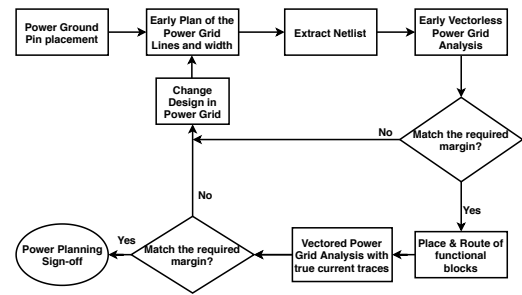 Power Ground
Pin placement
Early Plan of the
Power Grid
Lines and width
Extract Netlist
Early Vectorless
Power Grid
Analysis
Change
Design in
Power Grid
No
Match the required
margin?
No
Yes
Power Planning
Sign-off
Yes
Match the required
margin?
Vectored Power
Grid Analysis with
true current traces
Place & Route of
functional
blocks